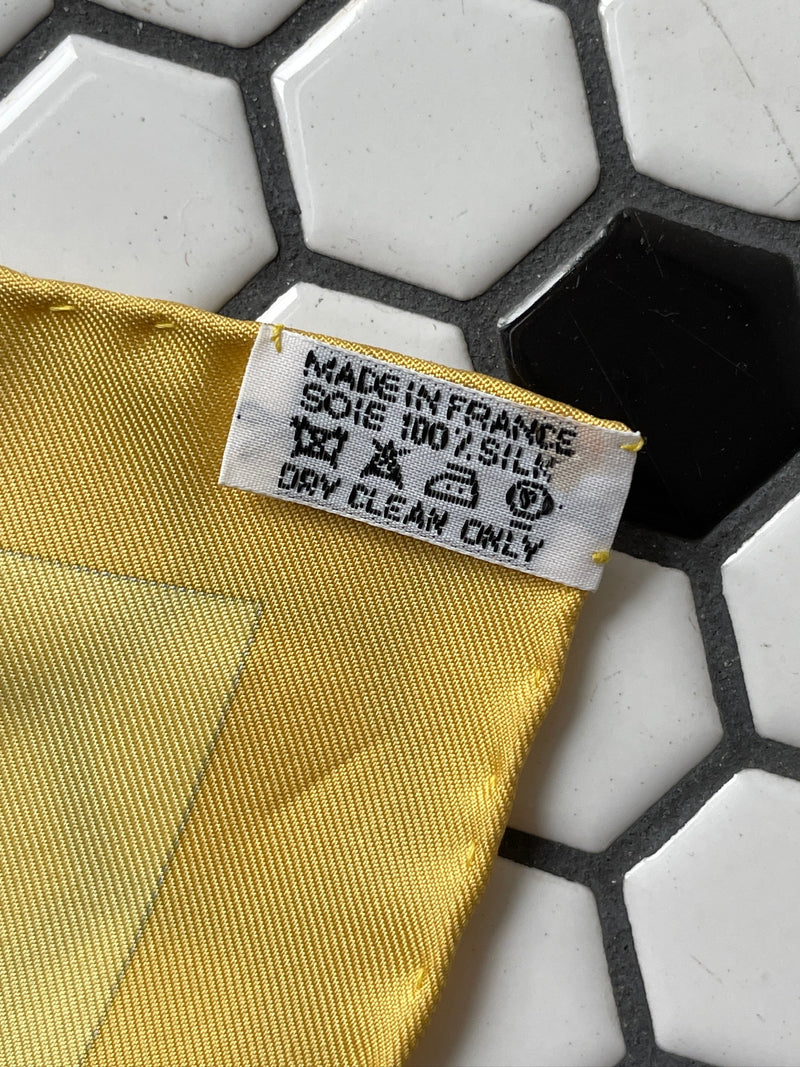 MADE IN FRANCE
SOIE 100% SILK
DRY CLEAN ONLY